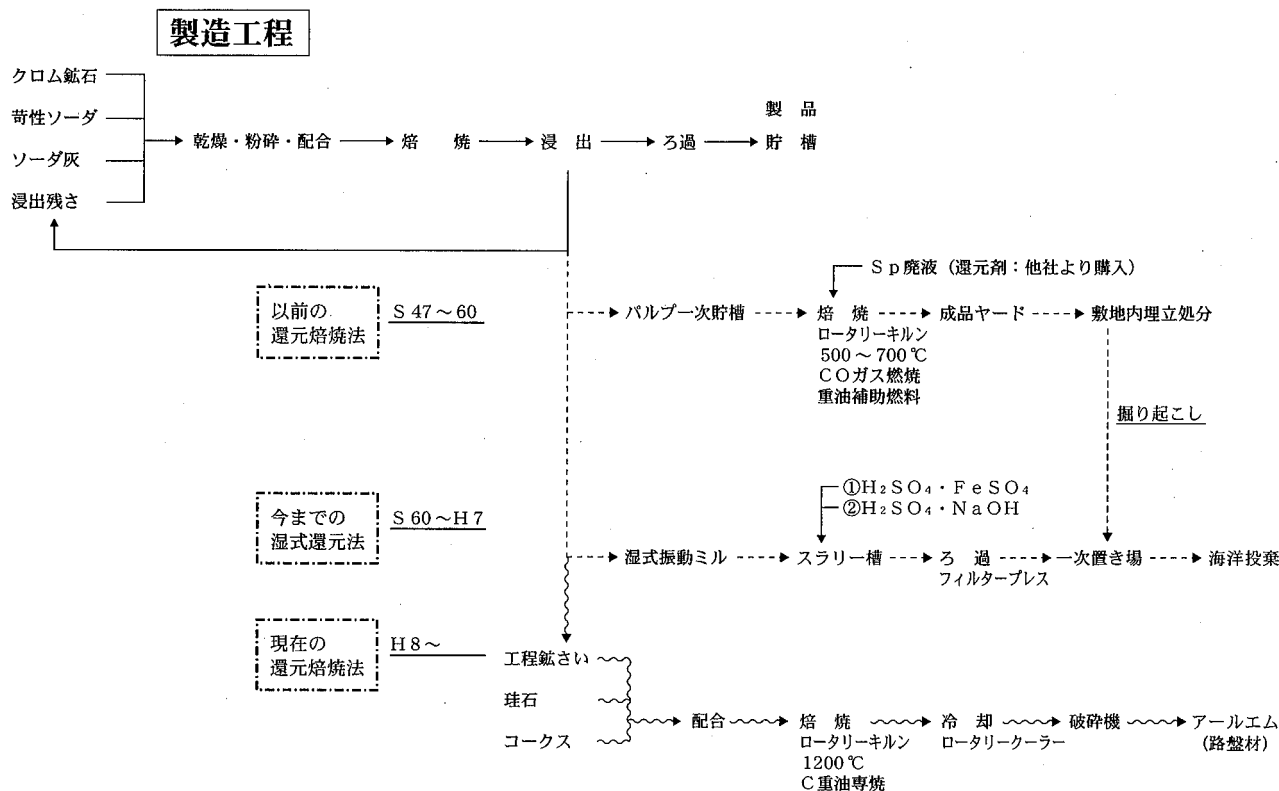 製造工程
クロム鉱石
苛性ソーダ
ソーダ灰
浸出残さ
乾燥・粉砕・配合
焙 焼
浸 出
ろ過
製 品
貯 槽
Sp廃液（還元剤：他社より購入）
以前の
還元焙焼法
S 47～60
パルプ一次貯槽
焙 焼
ロータリーキルン
500～700℃
COガス燃焼
重油補助燃料
成品ヤード
敷地内埋立処分
掘り起こし
今までの
湿式還元法
S 60～H 7
①H₂SO₄・FeSO₄
②H₂SO₄・NaOH
湿式振動ミル
スラリー槽
ろ 過
フィルタープレス
一次置き場
海洋投棄
現在の
還元焙焼法
H 8～
工程鉱さい
珪石
コークス
配合
焙 焼
ロータリーキルン
1200℃
C重油専焼
冷 却
ロータリークーラー
破砕機
アールエム
(路盤材)